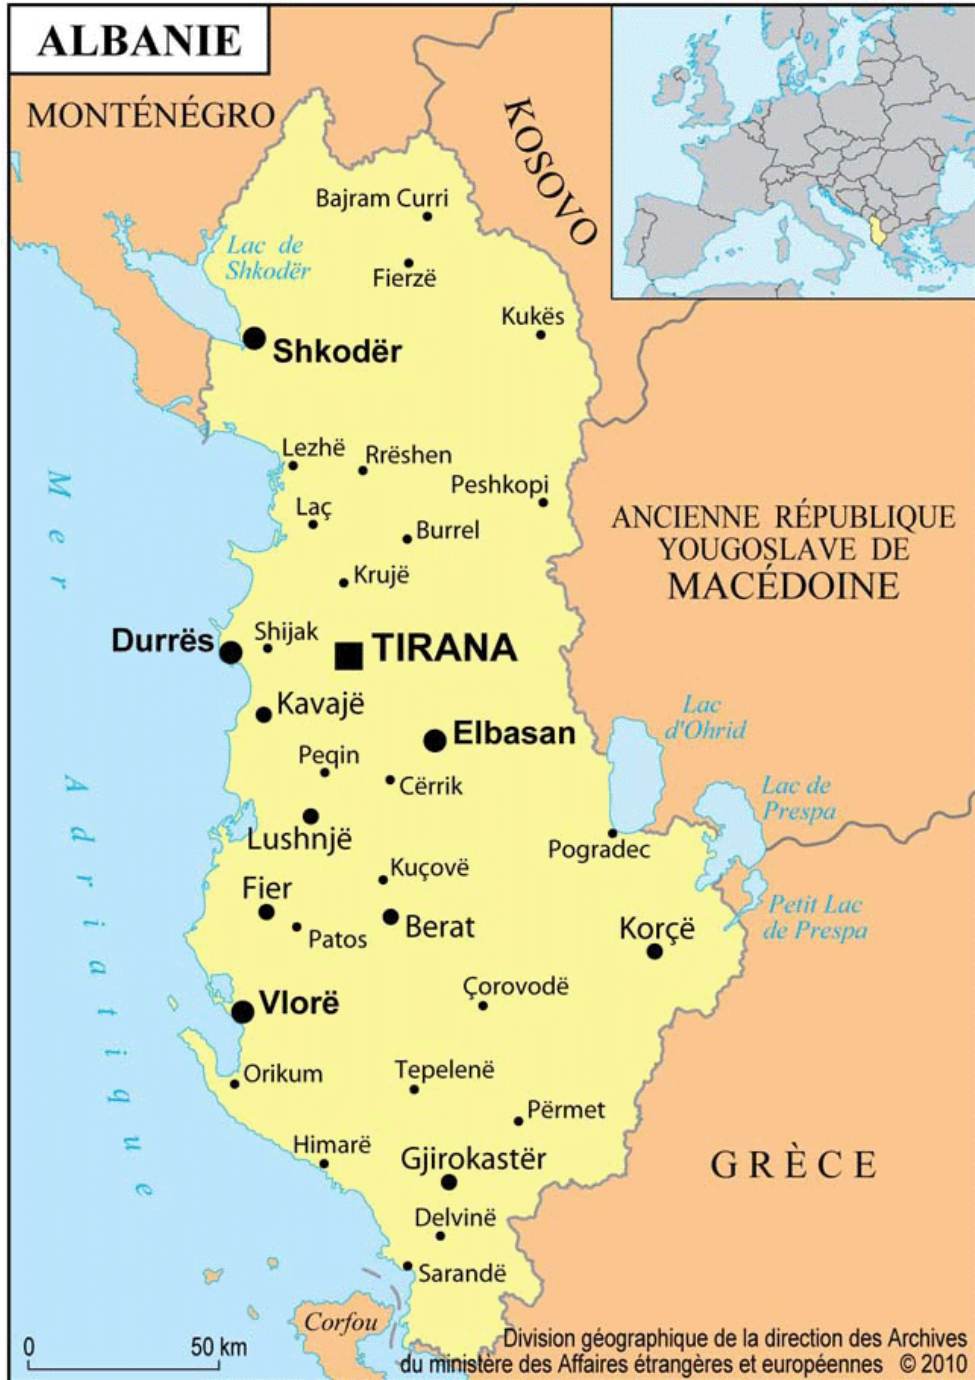 ALBANIE
MONTÉNÉGRO
KOSOVO
Bajram Curri
Lac de
Shkodër
Fierzë
Kukës
Shkodër
Lezhë
Rrëshen
Peshkopi
Laç
Burrel
ANCIENNE RÉPUBLIQUE
YOUGOSLAVE DE
MACÉDOINE
Krujë
Durrës
Shijak
TIRANA
Kavajë
Elbasan
Lac
d'Ohrid
Peqin
Cërrik
Lac de
Prespa
Lushnjë
Pogradec
Kuçovë
Fier
Patos
Berat
Korçë
Petit Lac
de Prespa
Çorovodë
Vlorë
Orikum
Tepelenë
Përmet
Himarë
Gjirokastër
GRÈCE
Delvinë
Sarandë
Mer Adriatique
Corfou
0 50 km
Division géographique de la direction des Archives
du ministère des Affaires étrangères et européennes © 2010